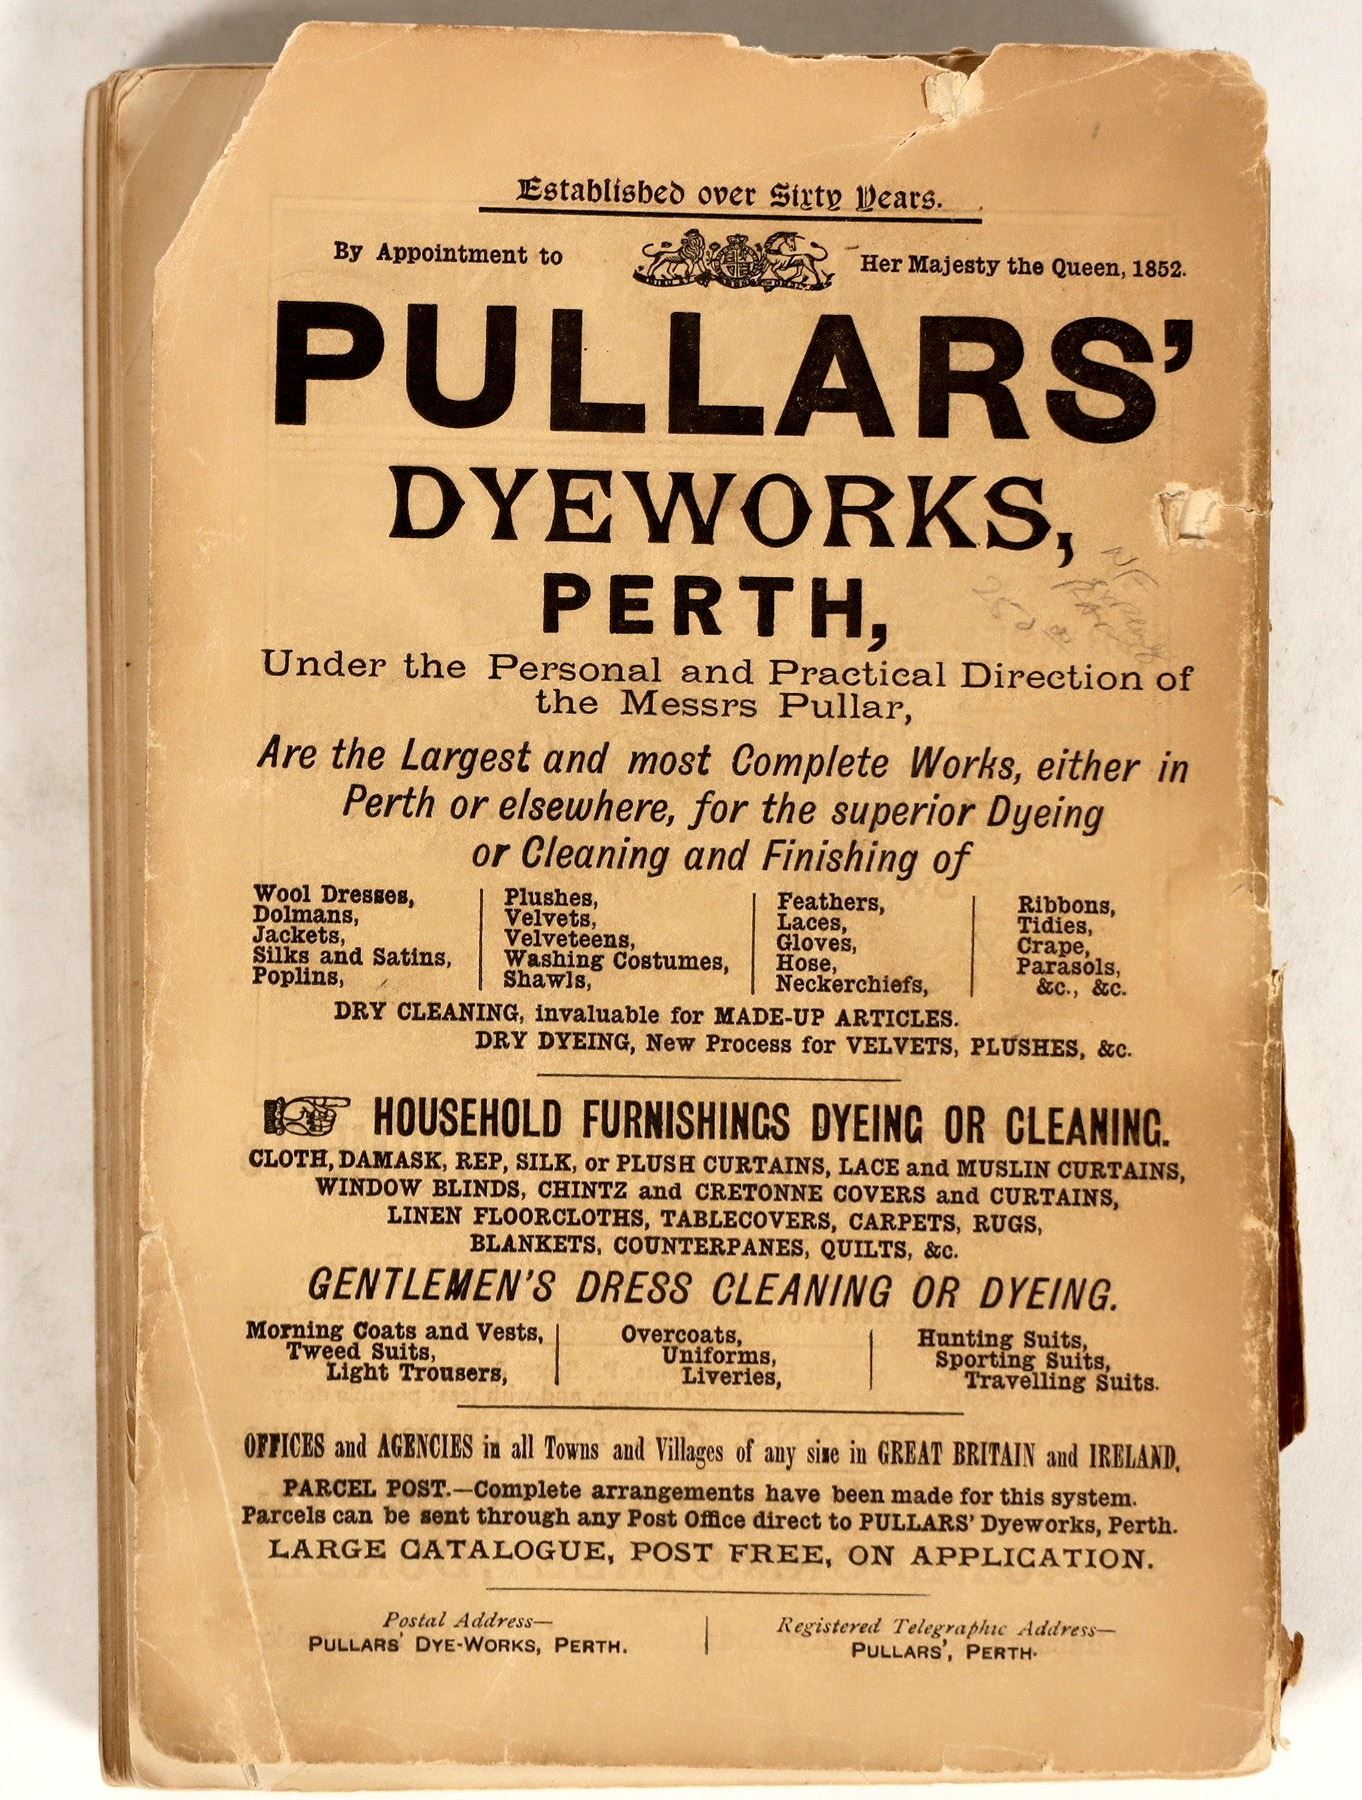 Established over Sixty Years.
By Appointment to Her Majesty the Queen, 1852.
PULLARS'
DYEWORKS,
PERTH,
Under the Personal and Practical Direction of
the Messrs Pullar,
Are the Largest and most Complete Works, either in
Perth or elsewhere, for the superior Dyeing
or Cleaning and Finishing of
Wool Dresses,
Dolmans,
Jackets,
Silks and Satins,
Poplins,
Plushes,
Velvets,
Velveteens,
Washing Costumes,
Shawls,
Feathers,
Laces,
Gloves,
Hose,
Neckerchiefs,
Ribbons,
Tidies,
Crape,
Parasols,
&c., &c.
DRY CLEANING, invaluable for MADE-UP ARTICLES.
DRY DYEING, New Process for VELVETS, PLUSHES, &c.
HOUSEHOLD FURNISHINGS DYEING OR CLEANING.
CLOTH, DAMASK, REP, SILK, or PLUSH CURTAINS, LACE and MUSLIN CURTAINS,
WINDOW BLINDS, CHINTZ and CRETONNE COVERS and CURTAINS,
LINEN FLOORCLOTHS, TABLECOVERS, CARPETS, RUGS,
BLANKETS, COUNTERPANES, QUILTS, &c.
GENTLEMEN'S DRESS CLEANING OR DYEING.
Morning Coats and Vests,
Tweed Suits,
Light Trousers,
Overcoats,
Uniforms,
Liveries,
Hunting Suits,
Sporting Suits,
Travelling Suits.
OFFICES and AGENCIES in all Towns and Villages of any size in GREAT BRITAIN and IRELAND.
PARCEL POST.—Complete arrangements have been made for this system.
Parcels can be sent through any Post Office direct to PULLARS' Dyeworks, Perth.
LARGE CATALOGUE, POST FREE, ON APPLICATION.
Postal Address—
PULLARS' DYE-WORKS, PERTH.
Registered Telegraphic Address—
PULLARS', PERTH.